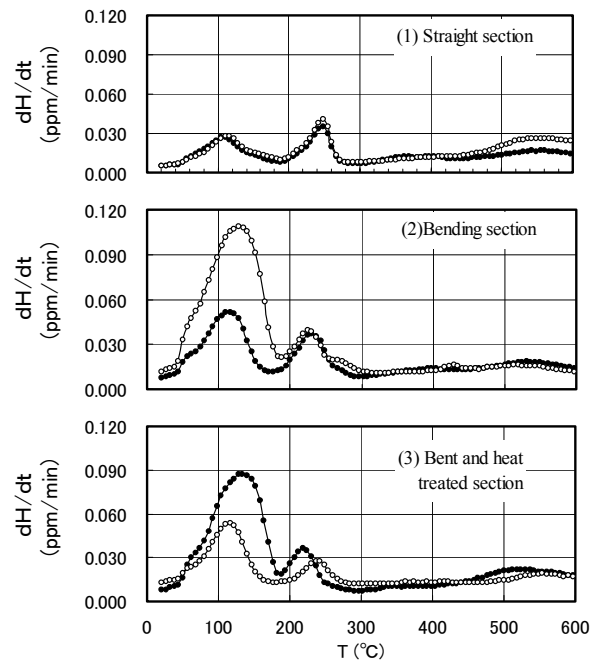 0.120
0.090
0.060
0.030
0.000
dH/dt
(ppm/min)
(1) Straight section
0.120
0.090
0.060
0.030
0.000
dH/dt
(ppm/min)
(2)Bending section
0.120
0.090
0.060
0.030
0.000
dH/dt
(ppm/min)
(3) Bent and heat
treated section
0 100 200 300 400 500 600
T (℃)